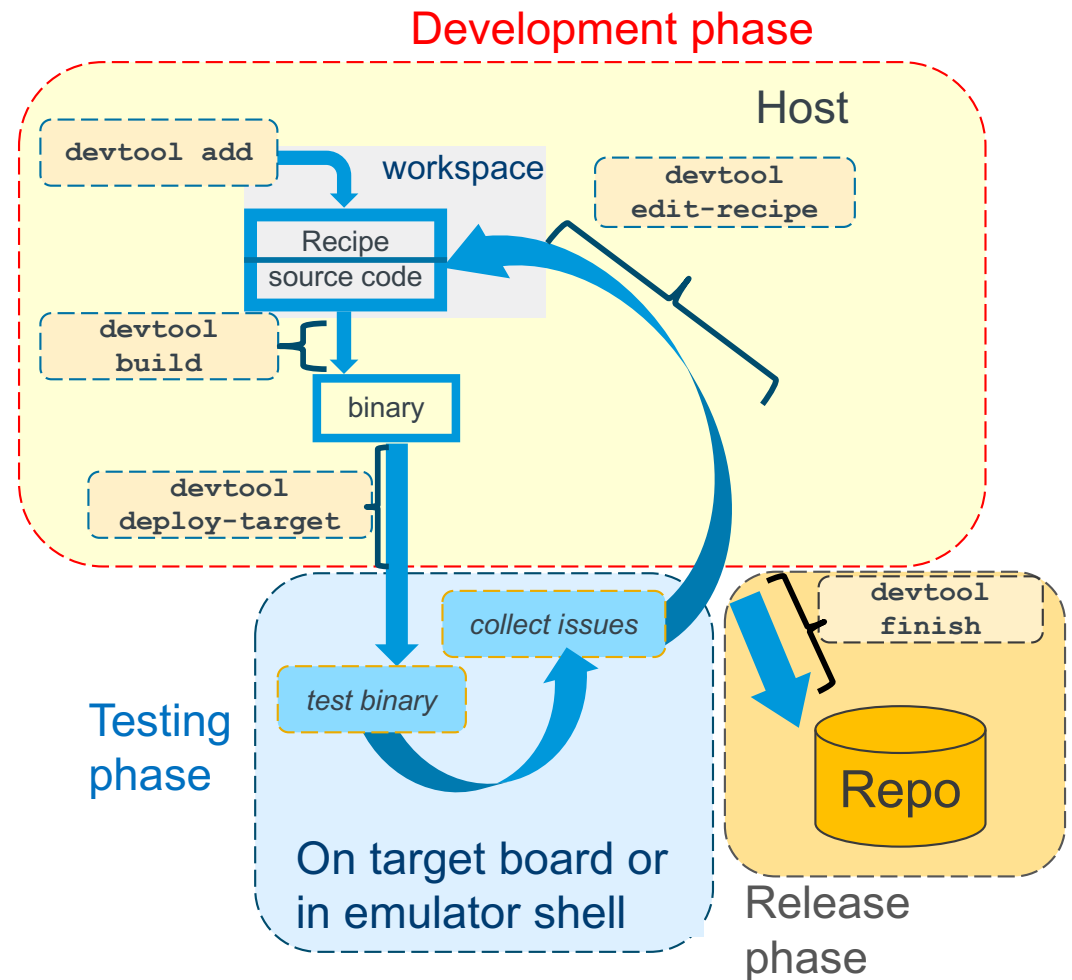 Development phase
Host
devtool add
workspace
devtool
edit-recipe
Recipe
source code
devtool
build
binary
devtool
deploy-target
collect issues
devtool
finish
test binary
Testing
phase
Repo
On target board or
in emulator shell
Release
phase